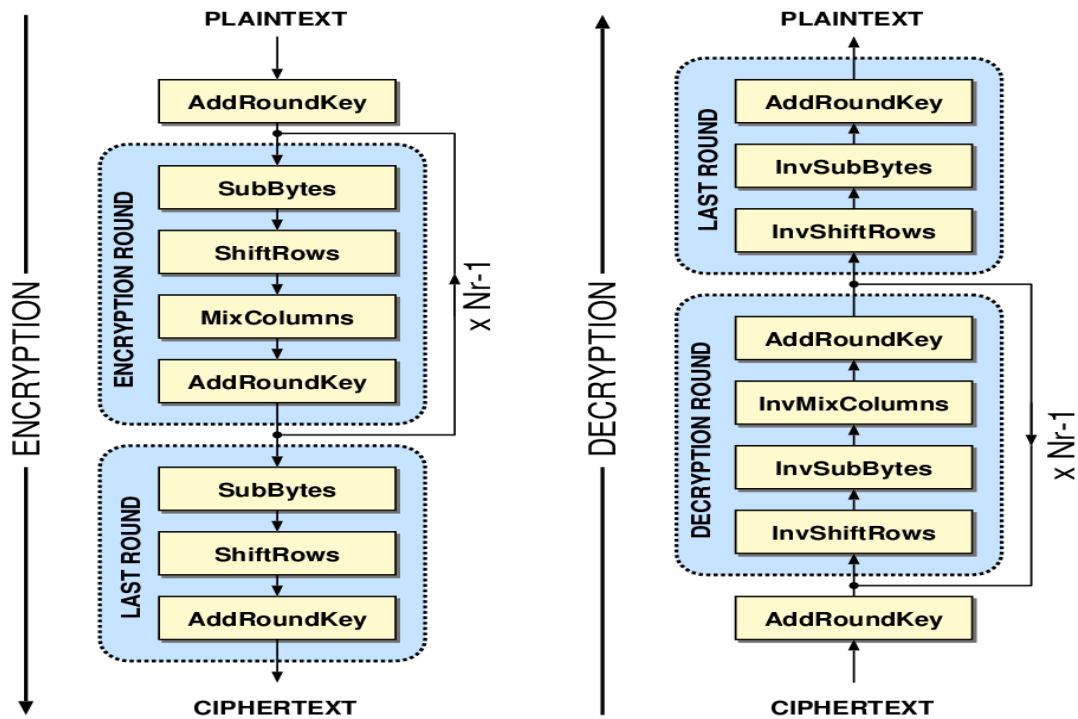 PLAINTEXT
AddRoundKey
SubBytes
ShiftRows
MixColumns
AddRoundKey
ENCRYPTION ROUND
x Nr-1
SubBytes
ShiftRows
AddRoundKey
LAST ROUND
CIPHERTEXT
ENCRYPTION
PLAINTEXT
AddRoundKey
InvSubBytes
InvShiftRows
LAST ROUND
AddRoundKey
InvMixColumns
InvSubBytes
InvShiftRows
DECRYPTION ROUND
x Nr-1
AddRoundKey
CIPHERTEXT
DECRYPTION